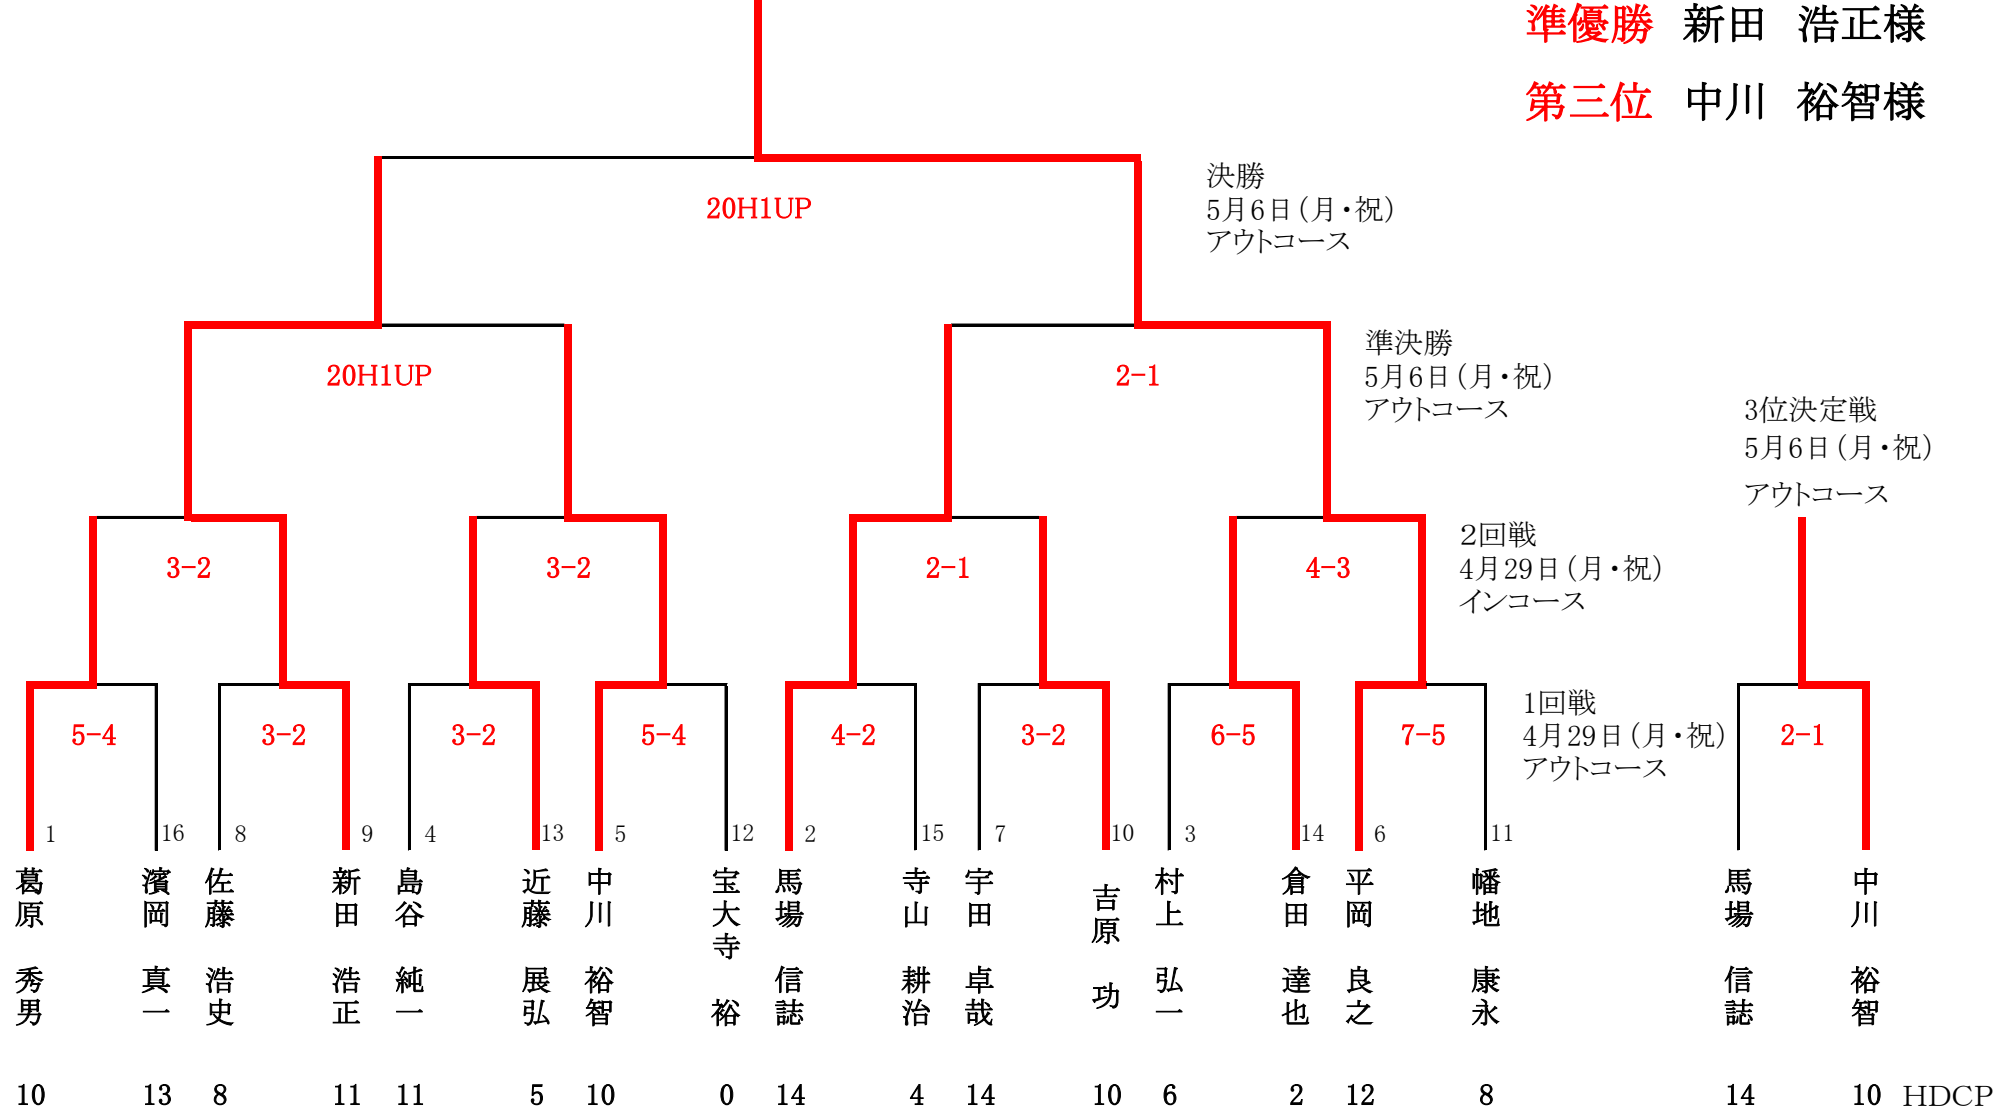 準優勝 新田 浩正様
第三位 中川 裕智様
決勝
5月6日(月・祝)
アウトコース
20H1UP
準決勝
5月6日(月・祝)
アウトコース
20H1UP
2-1
3位決定戦
5月6日(月・祝)
アウトコース
2回戦
4月29日(月・祝)
インコース
3-2
3-2
2-1
4-3
1回戦
4月29日(月・祝)
アウトコース
5-4
3-2
3-2
5-4
4-2
3-2
6-5
7-5
2-1
1
16
8
9
4
13
5
12
2
15
7
10
3
14
6
11
葛原 秀男
濱岡 真一
佐藤 浩史
新田 浩正
島谷 純一
近藤 展弘
中川 裕智
宝大寺 裕
馬場 信誌
寺山 耕治
宇田 卓哉
吉原 功
村上 弘一
倉田 達也
平岡 良之
幡地 康永
馬場 信誌
中川 裕智
10 13 8 11 11 5 10 0 14 4 14 10 6 2 12 8 14 10 HDCP